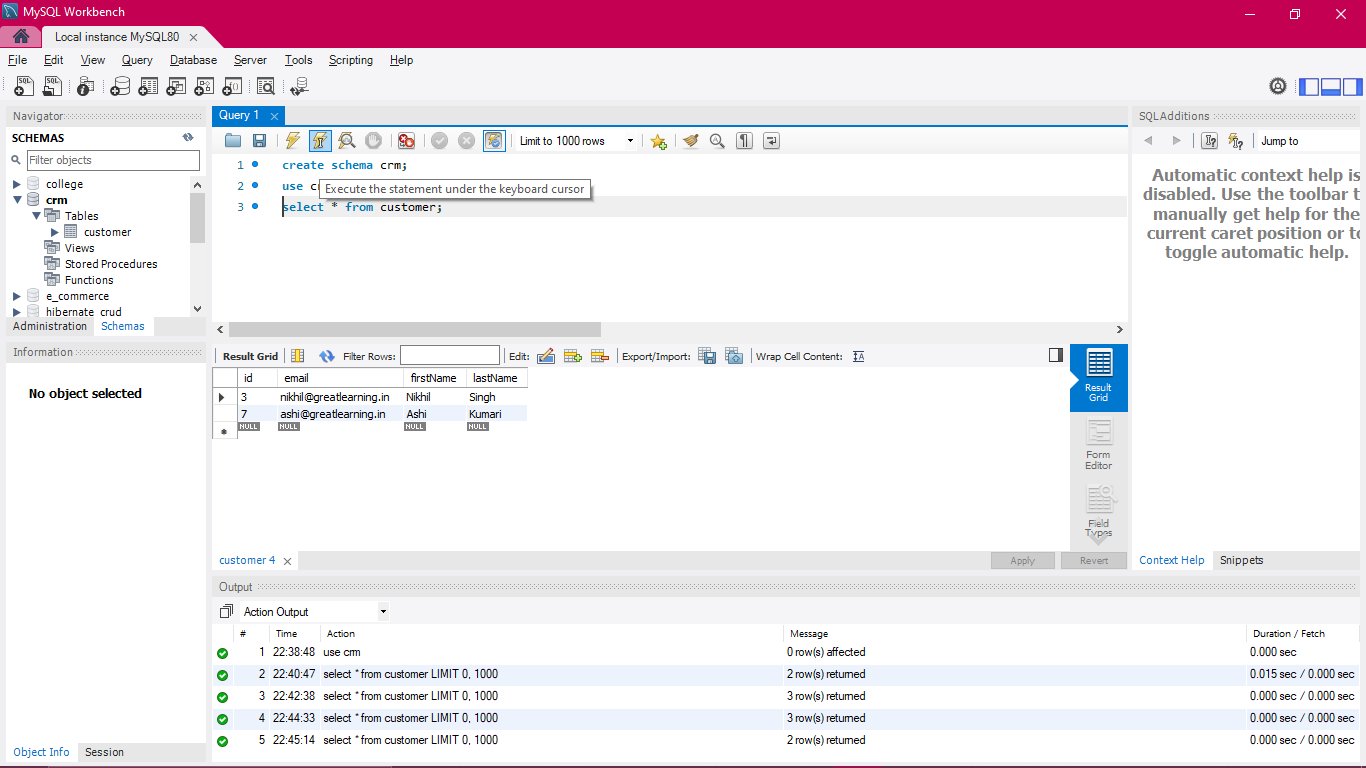 MySQL Workbench
Local instance MySQL80
File Edit View Query Database Server Tools Scripting Help
Navigator
SCHEMAS
Filter objects
college
crm
Tables
customer
Views
Stored Procedures
Functions
e_commerce
hibernate_crud
Administration Schemas
Information
No object selected
Object Info Session
Query 1
Limit to 1000 rows
1 create schema crm;
2 use cr
Execute the statement under the keyboard cursor
3 select * from customer;
Result Grid Filter Rows: Edit: Export/Import: Wrap Cell Content:
id email firstName lastName
3 nikhil@greatlearning.in Nikhil Singh
7 ashi@greatlearning.in Ashi Kumari
NULL NULL NULL NULL
Result
Grid
Form
Editor
Field
Types
customer 4
Apply Revert
Output
Action Output
# Time Action Message Duration / Fetch
1 22:38:48 use crm 0 row(s) affected 0.000 sec
2 22:40:47 select * from customer LIMIT 0, 1000 2 row(s) returned 0.015 sec / 0.000 sec
3 22:42:38 select * from customer LIMIT 0, 1000 3 row(s) returned 0.000 sec / 0.000 sec
4 22:44:33 select * from customer LIMIT 0, 1000 3 row(s) returned 0.000 sec / 0.000 sec
5 22:45:14 select * from customer LIMIT 0, 1000 2 row(s) returned 0.000 sec / 0.000 sec
SQLAdditions
Jump to
Automatic context help is
disabled. Use the toolbar t
manually get help for the
current caret position or to
toggle automatic help.
Context Help Snippets